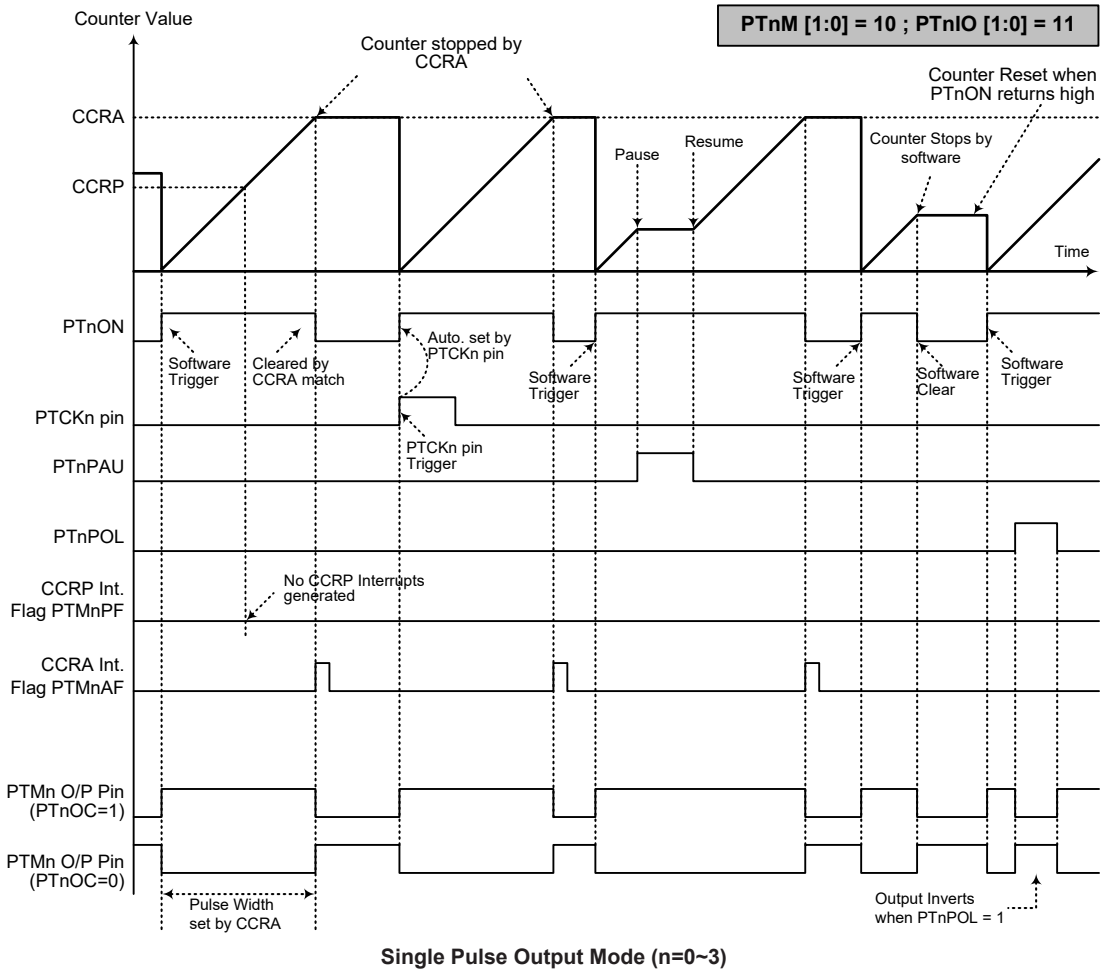 Counter Value
PTnM [1:0] = 10 ; PTnIO [1:0] = 11
Counter stopped by
CCRA
Counter Reset when
PTnON returns high
CCRA
Pause
Resume
Counter Stops by
software
CCRP
Time
PTnON
Software
Trigger
Cleared by
CCRA match
Auto. set by
PTCKn pin
Software
Trigger
Software
Trigger
Software
Clear
Software
Trigger
PTCKn pin
PTCKn pin
Trigger
PTnPAU
PTnPOL
No CCRP Interrupts
generated
CCRP Int.
Flag PTMnPF
CCRA Int.
Flag PTMnAF
PTMn O/P Pin
(PTnOC=1)
PTMn O/P Pin
(PTnOC=0)
Pulse Width
set by CCRA
Output Inverts
when PTnPOL = 1
Single Pulse Output Mode (n=0~3)